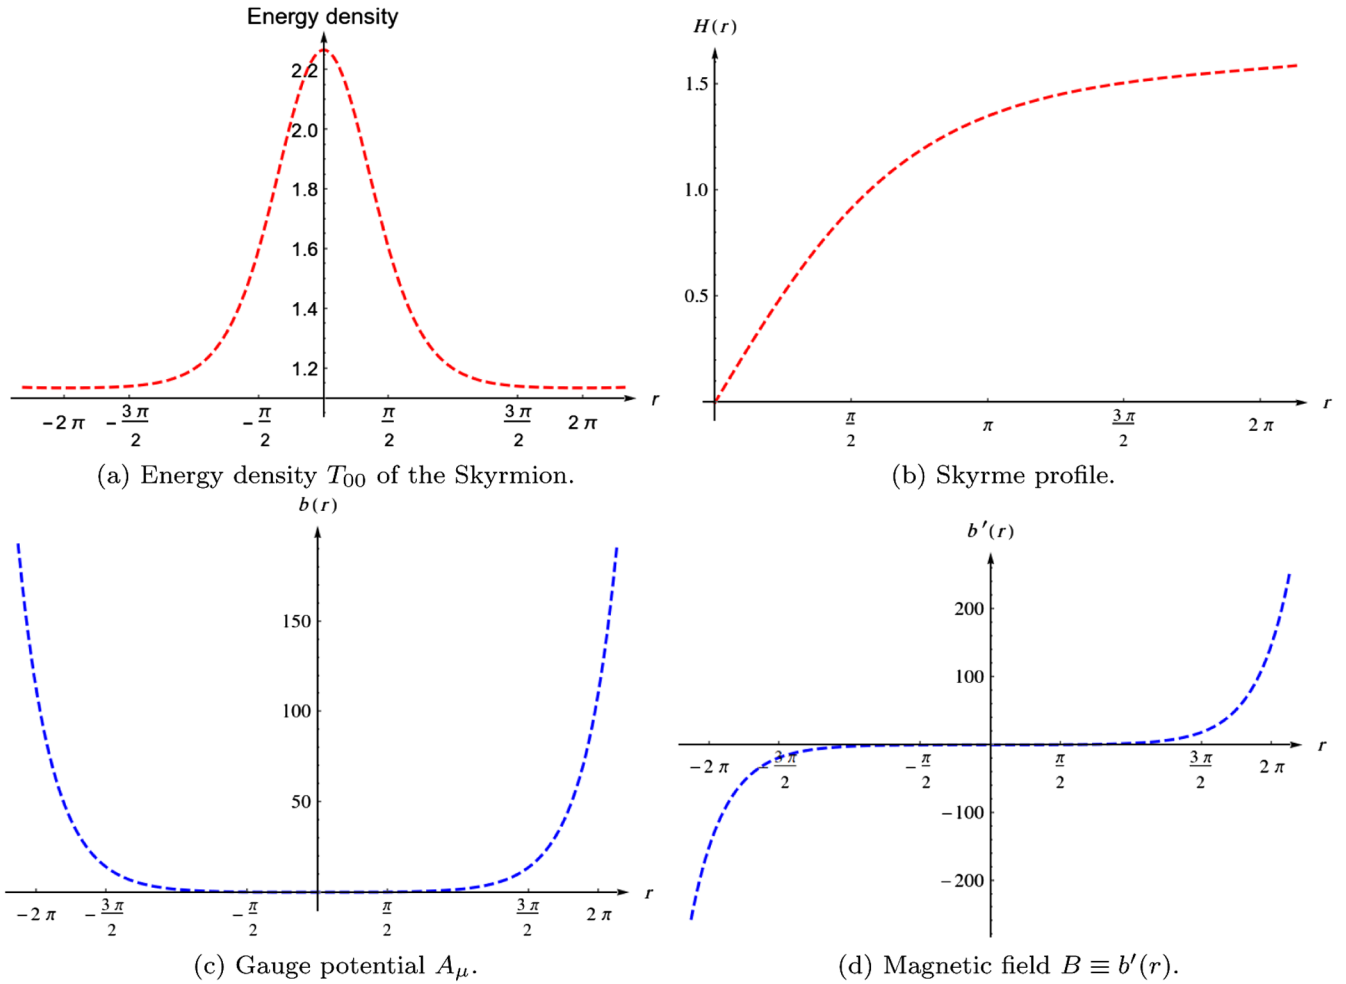 Energy density
2.2
2.0
1.8
1.6
1.4
1.2
−2 π −3 π/2 −π/2 π/2 3 π/2 2 π r
(a) Energy density T₀₀ of the Skyrmion.
H(r)
1.5
1.0
0.5
π/2 π 3 π/2 2 π r
(b) Skyrme profile.
b(r)
150
100
50
−2 π −3 π/2 −π/2 π/2 3 π/2 2 π r
(c) Gauge potential A_μ.
b′(r)
200
100
−2 π −3 π/2 −π/2 π/2 3 π/2 2 π r
−100
−200
(d) Magnetic field B ≡ b′(r).